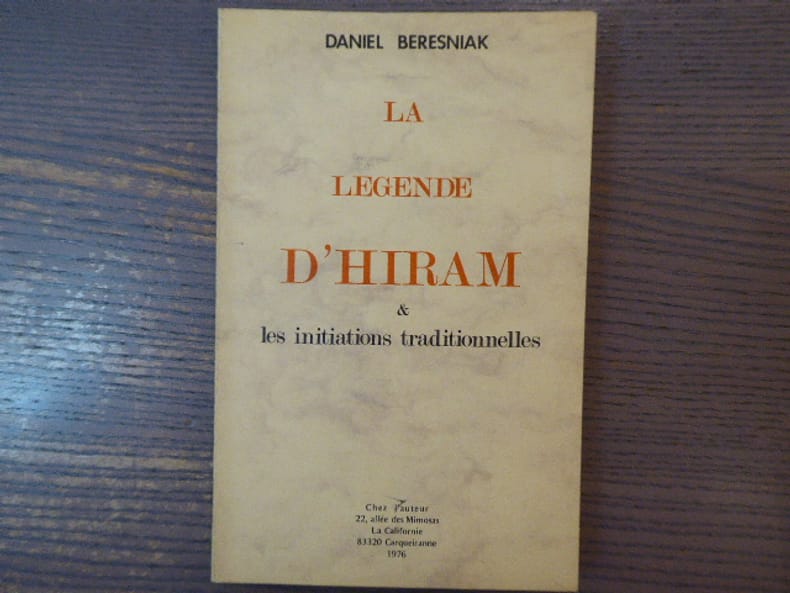 DANIEL BERESNIAK
LA
LEGENDE
D'HIRAM
&
les initiations traditionnelles
Chez l'auteur
22, allée des Mimosas
La Californie
83320 Carqueiranne
1976